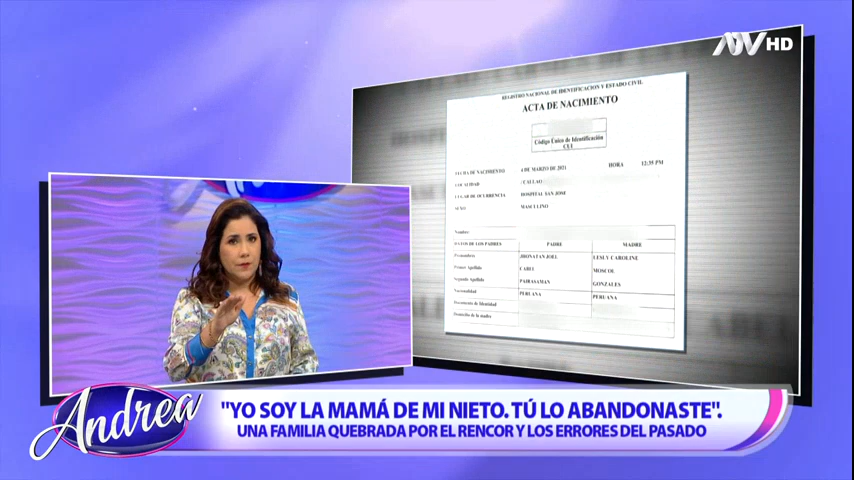 ATV HD
REGISTRO NACIONAL DE IDENTIFICACION Y ESTADO CIVIL
ACTA DE NACIMIENTO
Código Único de Identificación
CUI
FECHA DE NACIMIENTO 4 DE MARZO DE 2021 HORA 12:35 PM
LOCALIDAD /CALLAO
LUGAR DE OCURRENCIA HOSPITAL SAN JOSE
SEXO MASCULINO
Nombre
DATOS DE LOS PADRES PADRE MADRE
Prenombres JHONATAN JOEL LESLY CAROLINE
Primer Apellido CABEL MOSCOL
Segundo Apellido PAIRASAMAN GONZALES
Nacionalidad PERUANA PERUANA
Documento de Identidad
Domicilio de la madre
Andrea
"YO SOY LA MAMÁ DE MI NIETO. TÚ LO ABANDONASTE".
UNA FAMILIA QUEBRADA POR EL RENCOR Y LOS ERRORES DEL PASADO